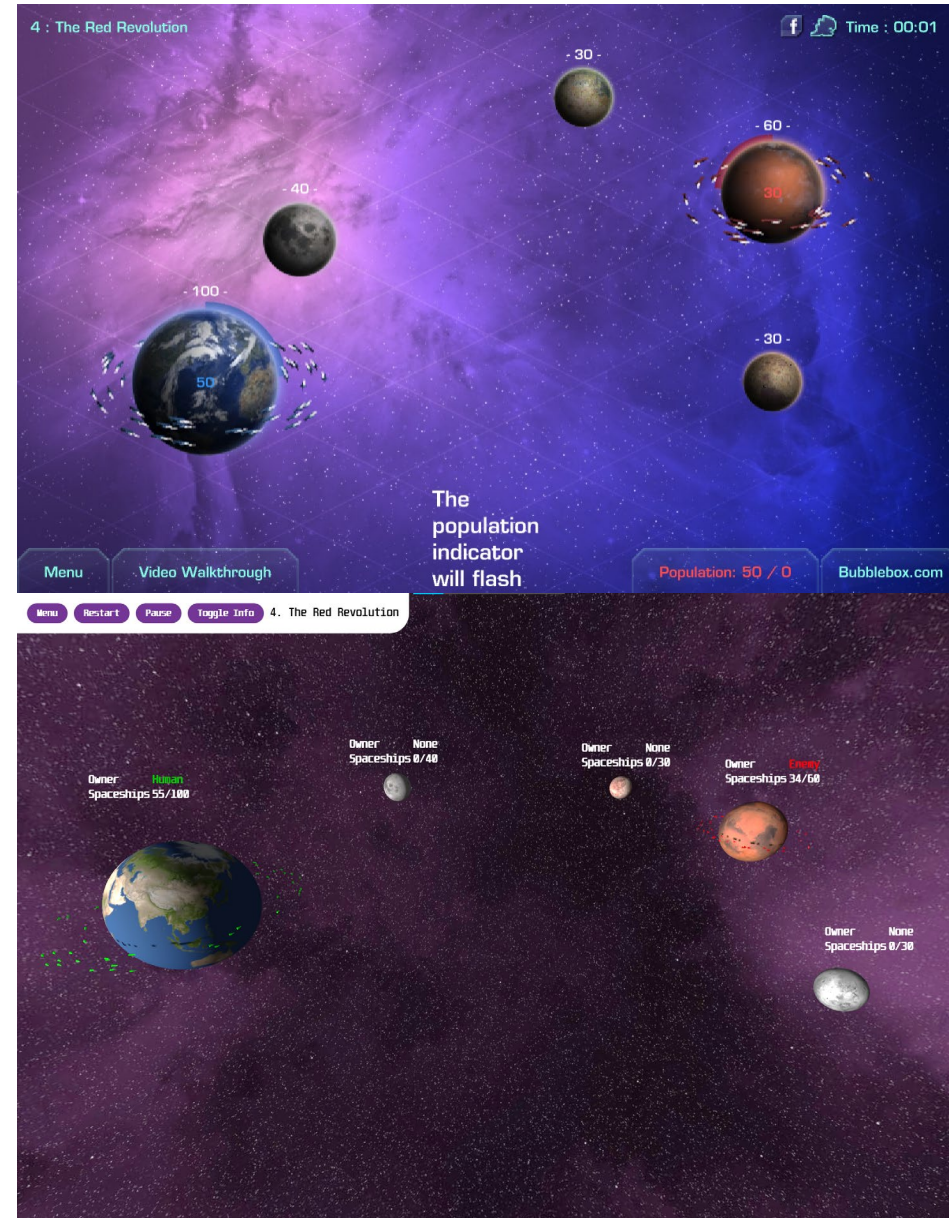 4 : The Red Revolution
f
Time : 00:01
- 30 -
- 60 -
30
- 40 -
- 100 -
50
- 30 -
The
population
indicator
will flash
Menu
Video Walkthrough
Population: 50 / 0
Bubblebox.com
Menu
Restart
Pause
Toggle Info
4. The Red Revolution
Owner None
Spaceships 0/40
Owner None
Spaceships 0/30
Owner Enemy
Spaceships 34/60
Owner Human
Spaceships 55/100
Owner None
Spaceships 0/30